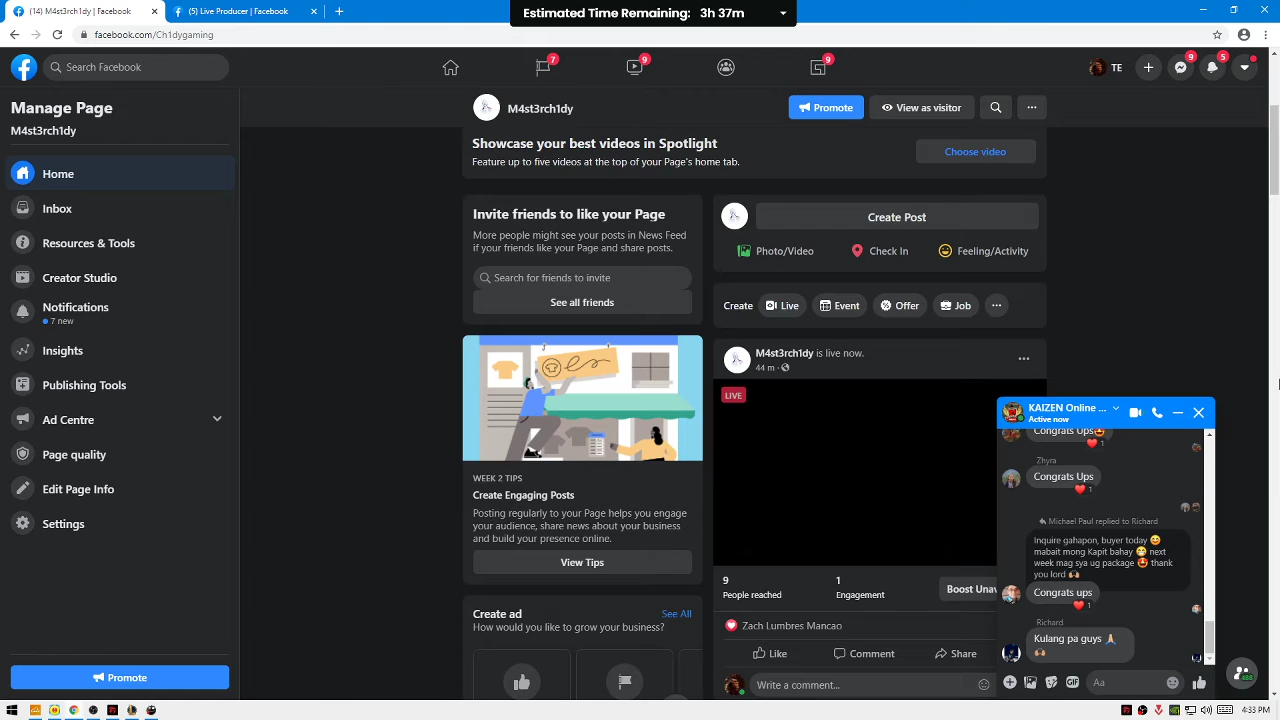 (14) M4st3rch1dy | Facebook
(5) Live Producer | Facebook
Estimated Time Remaining: 3h 37m
facebook.com/Ch1dygaming
Search Facebook
7
9
9
TE
9
5
Manage Page
M4st3rch1dy
Home
Inbox
Resources & Tools
Creator Studio
Notifications
7 new
Insights
Publishing Tools
Ad Centre
Page quality
Edit Page Info
Settings
Promote
M4st3rch1dy
Promote
View as visitor
Showcase your best videos in Spotlight
Feature up to five videos at the top of your Page's home tab.
Choose video
Invite friends to like your Page
More people might see your posts in News Feed
if your friends like your Page and share posts.
Search for friends to invite
See all friends
WEEK 2 TIPS
Create Engaging Posts
Posting regularly to your Page helps you engage
your audience, share news about your business
and build your presence online.
View Tips
Create ad
See All
How would you like to grow your business?
Create Post
Photo/Video
Check In
Feeling/Activity
Create
Live
Event
Offer
Job
M4st3rch1dy is live now.
44 m
LIVE
9
People reached
1
Engagement
Boost Unav
Zach Lumbres Mancao
Like
Comment
Share
Write a comment...
KAIZEN Online ...
Active now
Congrats Ups🤩
1
Zhyra
Congrats Ups
1
Michael Paul replied to Richard
Inquire gahapon, buyer today 😄
mabait mong Kapit bahay 😁 next
week mag sya ug package 🤩 thank
you lord 🙌🏼
Congrats ups
1
Richard
Kulang pa guys 🙏🏼
🙌🏼
GIF
Aa
488
4:33 PM